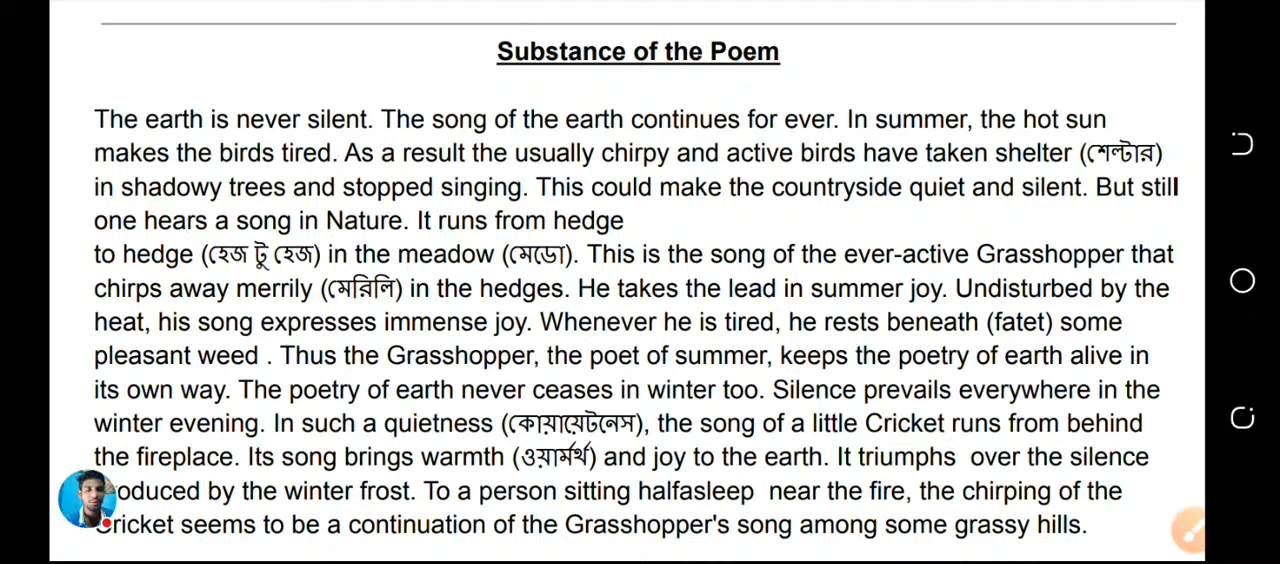 Substance of the Poem
The earth is never silent. The song of the earth continues for ever. In summer, the hot sun
makes the birds tired. As a result the usually chirpy and active birds have taken shelter (শেল্টার)
in shadowy trees and stopped singing. This could make the countryside quiet and silent. But still
one hears a song in Nature. It runs from hedge
to hedge (হেজ টু হেজ) in the meadow (মেডো). This is the song of the ever-active Grasshopper that
chirps away merrily (মেরিলি) in the hedges. He takes the lead in summer joy. Undisturbed by the
heat, his song expresses immense joy. Whenever he is tired, he rests beneath (fatet) some
pleasant weed . Thus the Grasshopper, the poet of summer, keeps the poetry of earth alive in
its own way. The poetry of earth never ceases in winter too. Silence prevails everywhere in the
winter evening. In such a quietness (কোয়ায়েটনেস), the song of a little Cricket runs from behind
the fireplace. Its song brings warmth (ওয়ার্মর্থ) and joy to the earth. It triumphs over the silence
oduced by the winter frost. To a person sitting halfasleep near the fire, the chirping of the
ricket seems to be a continuation of the Grasshopper's song among some grassy hills.